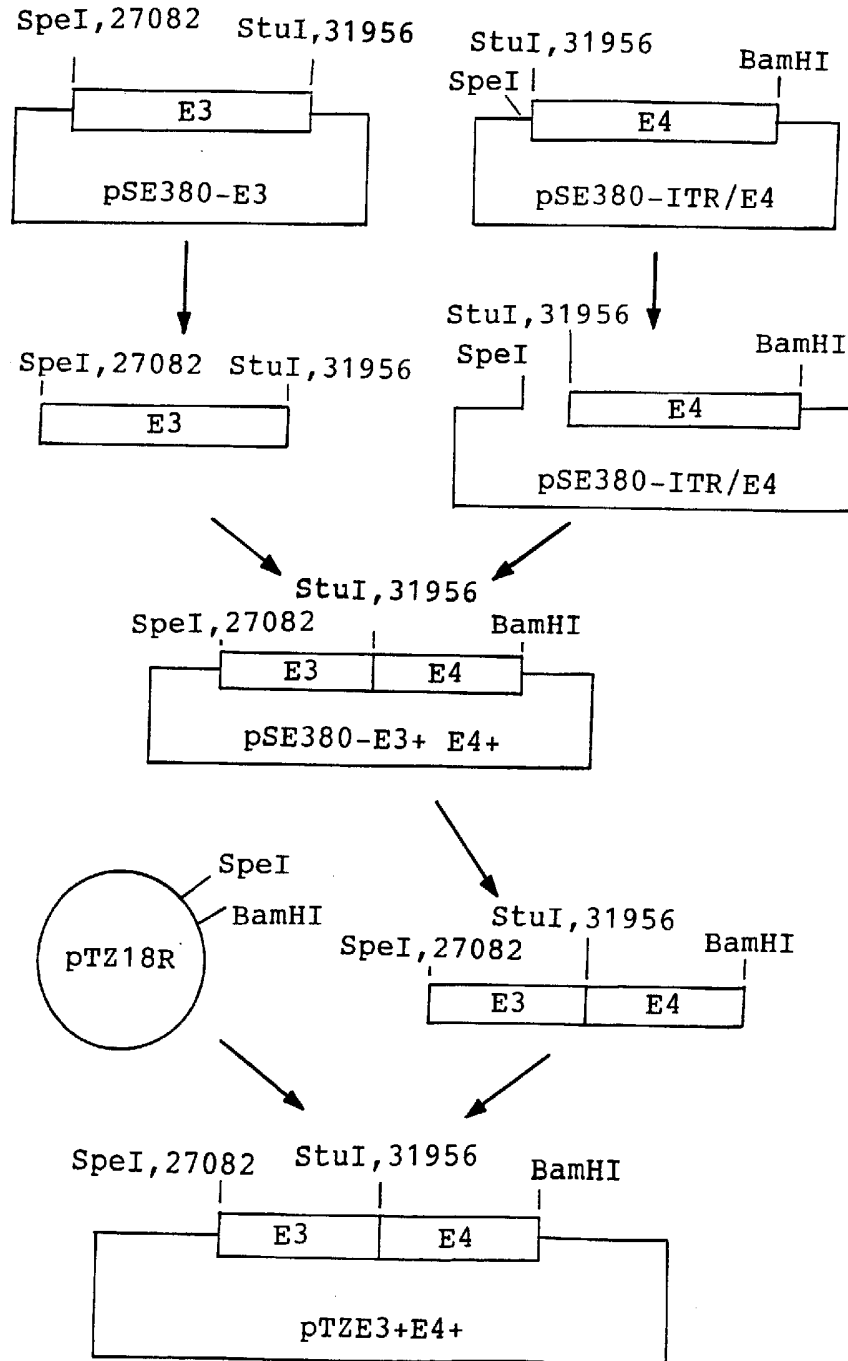 SpeI,27082 StuI,31956
E3
pSE380-E3
StuI,31956
SpeI BamHI
E4
pSE380-ITR/E4
SpeI,27082 StuI,31956
E3
StuI,31956
SpeI BamHI
E4
pSE380-ITR/E4
StuI,31956
SpeI,27082 BamHI
E3 E4
pSE380-E3+ E4+
SpeI
BamHI
pTZ18R
StuI,31956
SpeI,27082 BamHI
E3 E4
SpeI,27082 StuI,31956 BamHI
E3 E4
pTZE3+E4+